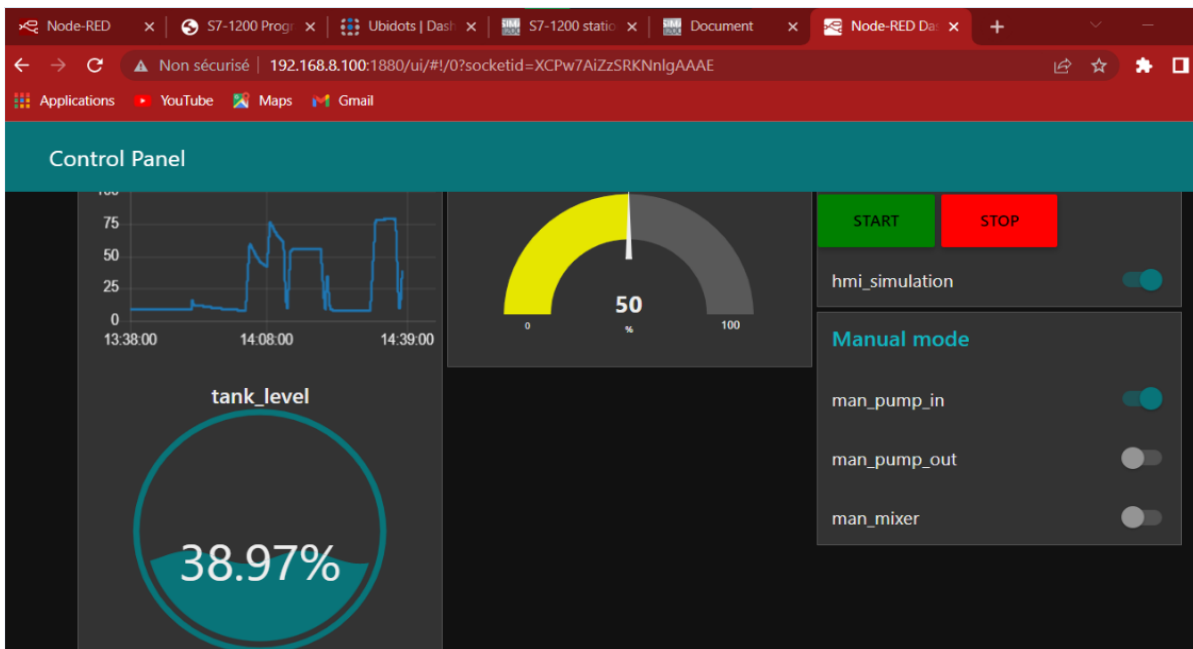 Node-RED
S7-1200 Progr
Ubidots | Dash
S7-1200 statio
Document
Node-RED Da
Non sécurisé | 192.168.8.100:1880/ui/#!/0?socketid=XCPw7AiZzSRKNnlgAAAE
Applications YouTube Maps Gmail
Control Panel
100
75
50
25
0
13:38:00 14:08:00 14:39:00
tank_level
38.97%
50
%
0 100
START STOP
hmi_simulation
Manual mode
man_pump_in
man_pump_out
man_mixer